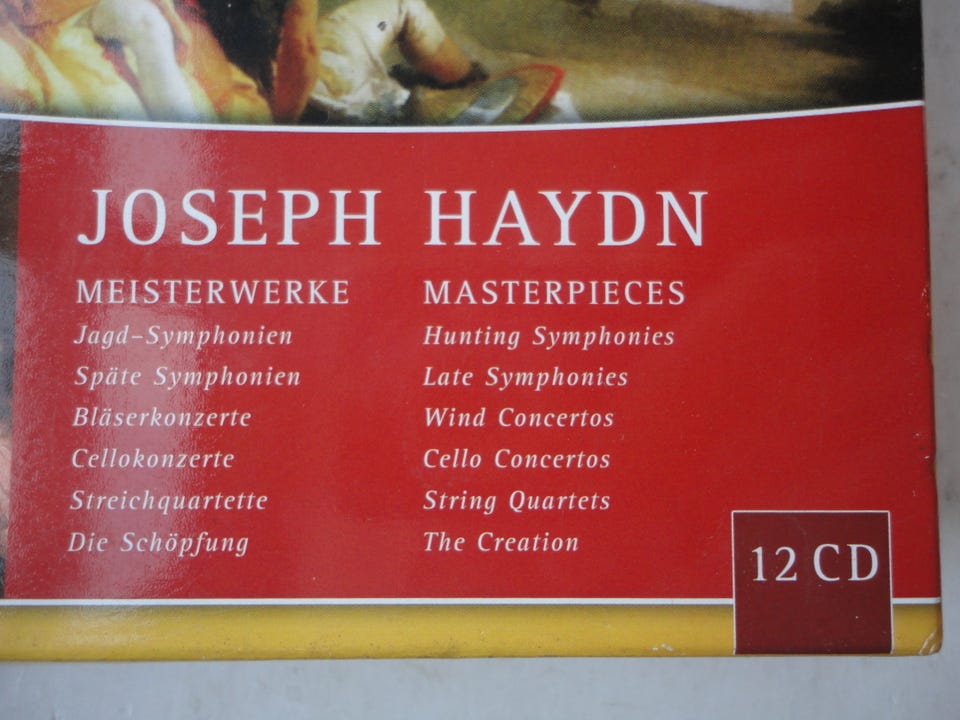 JOSEPH HAYDN
MEISTERWERKE
Jagd-Symphonien
Späte Symphonien
Bläserkonzerte
Cellokonzerte
Streichquartette
Die Schöpfung
MASTERPIECES
Hunting Symphonies
Late Symphonies
Wind Concertos
Cello Concertos
String Quartets
The Creation
12 CD